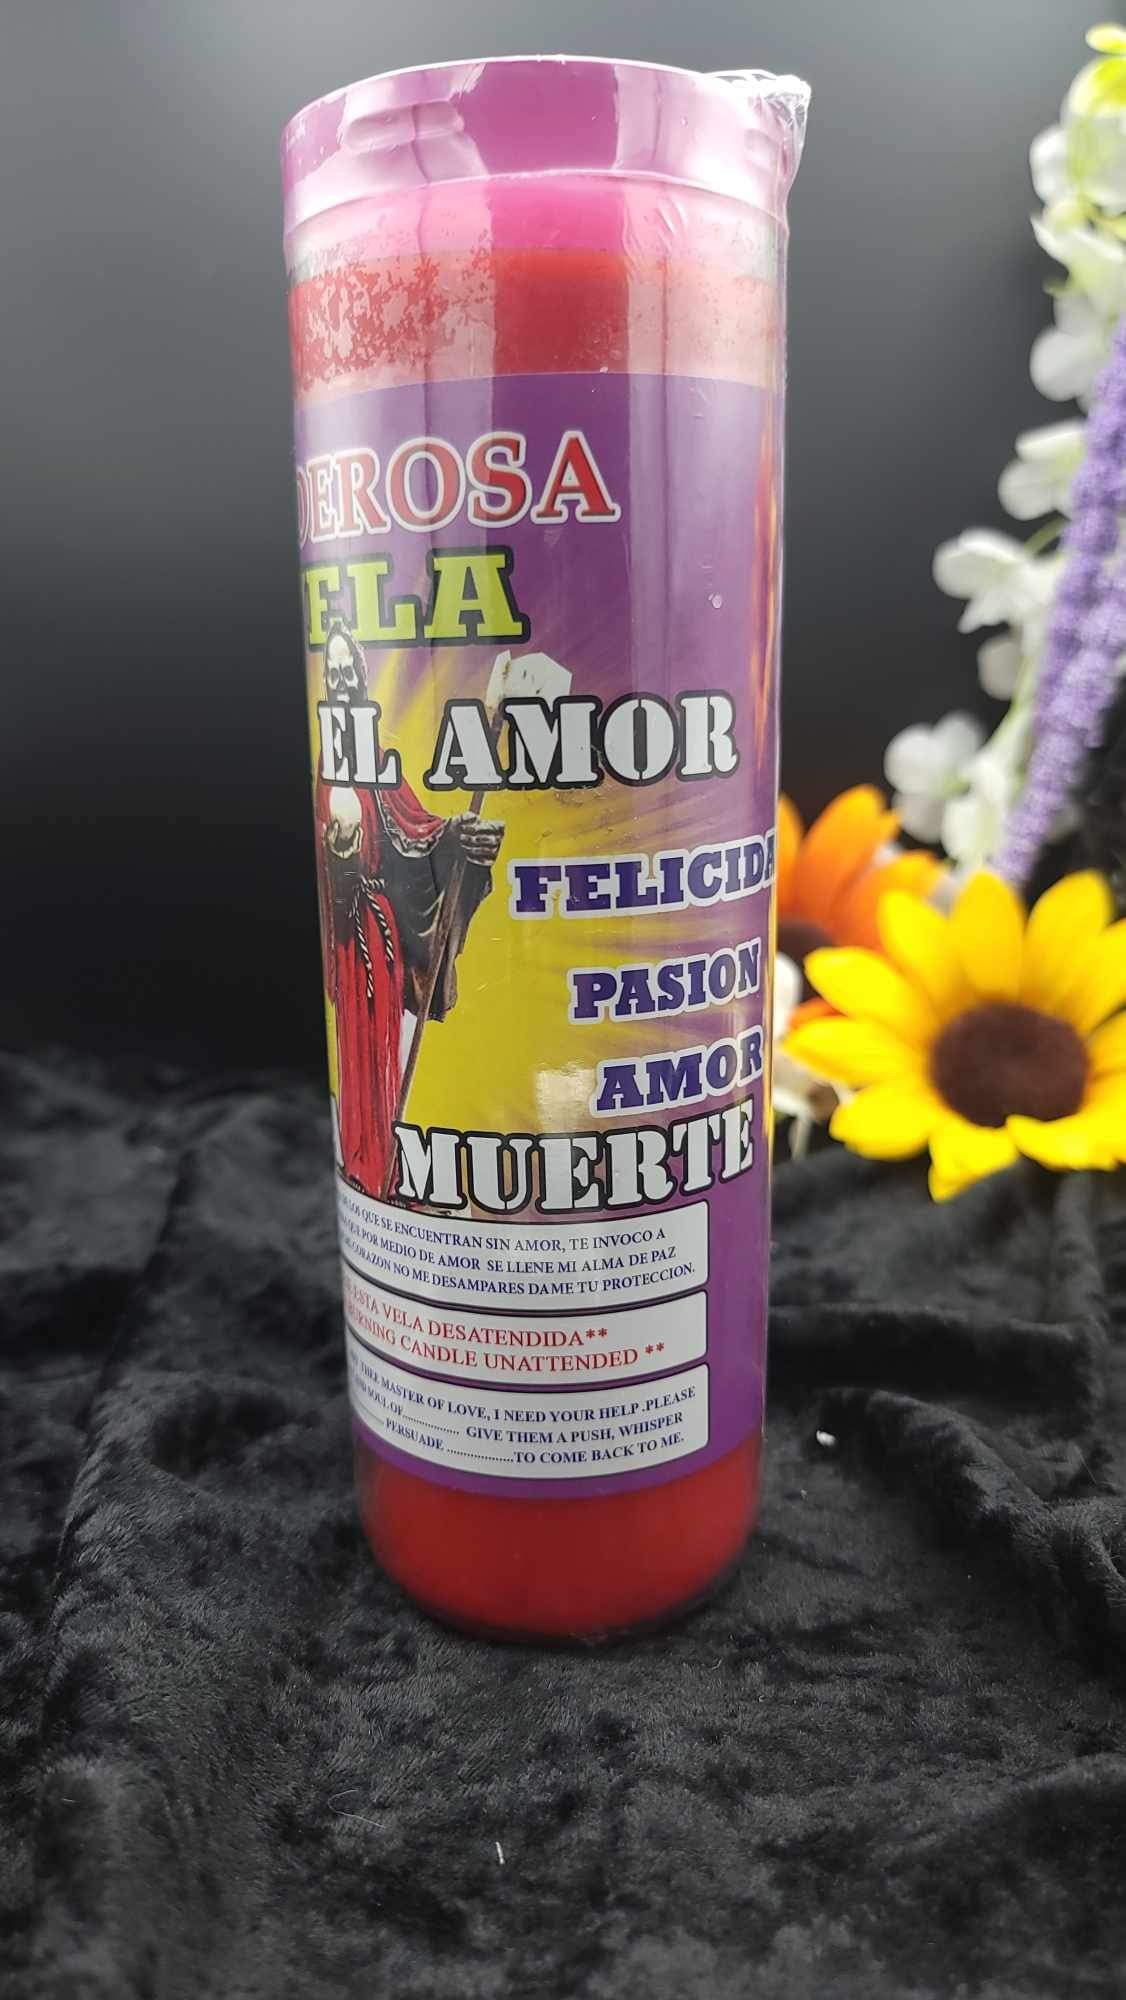 DEROSA
ELA
EL AMOR
FELICIDA
PASION
AMOR
MUERTE
LOS QUE SE ENCUENTRAN SIN AMOR, TE INVOCO A
QUE POR MEDIO DE AMOR SE LLENE MI ALMA DE PAZ
CORAZON NO ME DESAMPARES DAME TU PROTECCION.
ESTA VELA DESATENDIDA**
BURNING CANDLE UNATTENDED **
THEE MASTER OF LOVE, I NEED YOUR HELP .PLEASE
AND SOUL OF................... GIVE THEM A PUSH, WHISPER
PERSUADE ....................TO COME BACK TO ME.